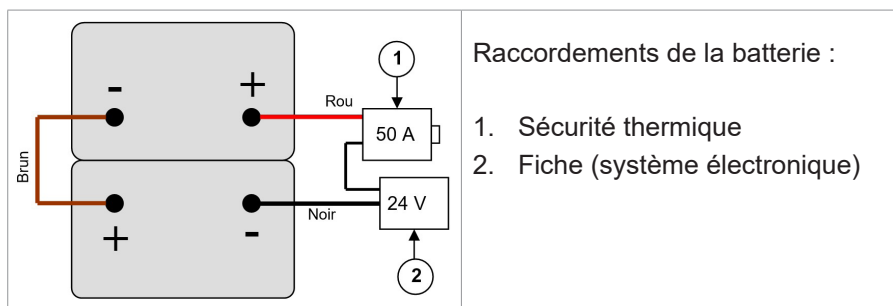 - +
Rou
50 A
1
Brun
+ -
Noir
24 V
2
Raccordements de la batterie :
1. Sécurité thermique
2. Fiche (système électronique)